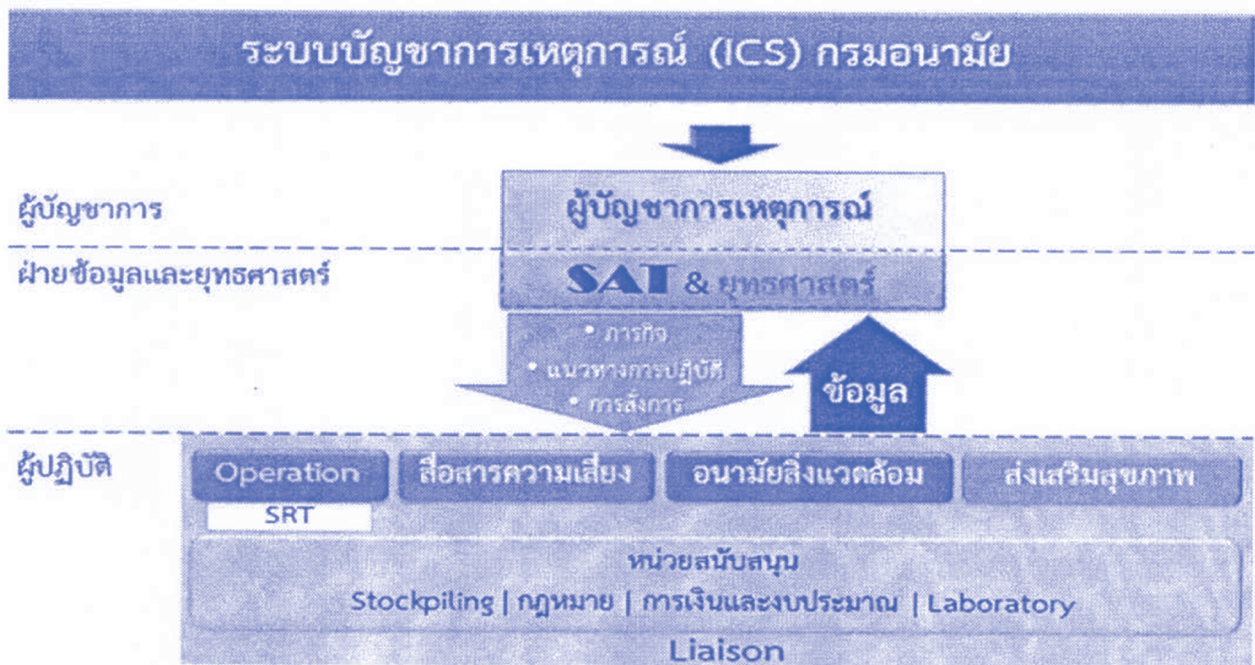 ระบบบัญชาการเหตุการณ์ (ICS) กรมอนามัย
ผู้บัญชาการ
ผู้บัญชาการเหตุการณ์
ฝ่ายข้อมูลและยุทธศาสตร์
SAT & ยุทธศาสตร์
• ภารกิจ
• แนวทางการปฏิบัติ
• การสั่งการ
ข้อมูล
ผู้ปฏิบัติ
Operation
สื่อสารความเสี่ยง
อนามัยสิ่งแวดล้อม
ส่งเสริมสุขภาพ
SRT
หน่วยสนับสนุน
Stockpiling | กฎหมาย | การเงินและงบประมาณ | Laboratory
Liaison